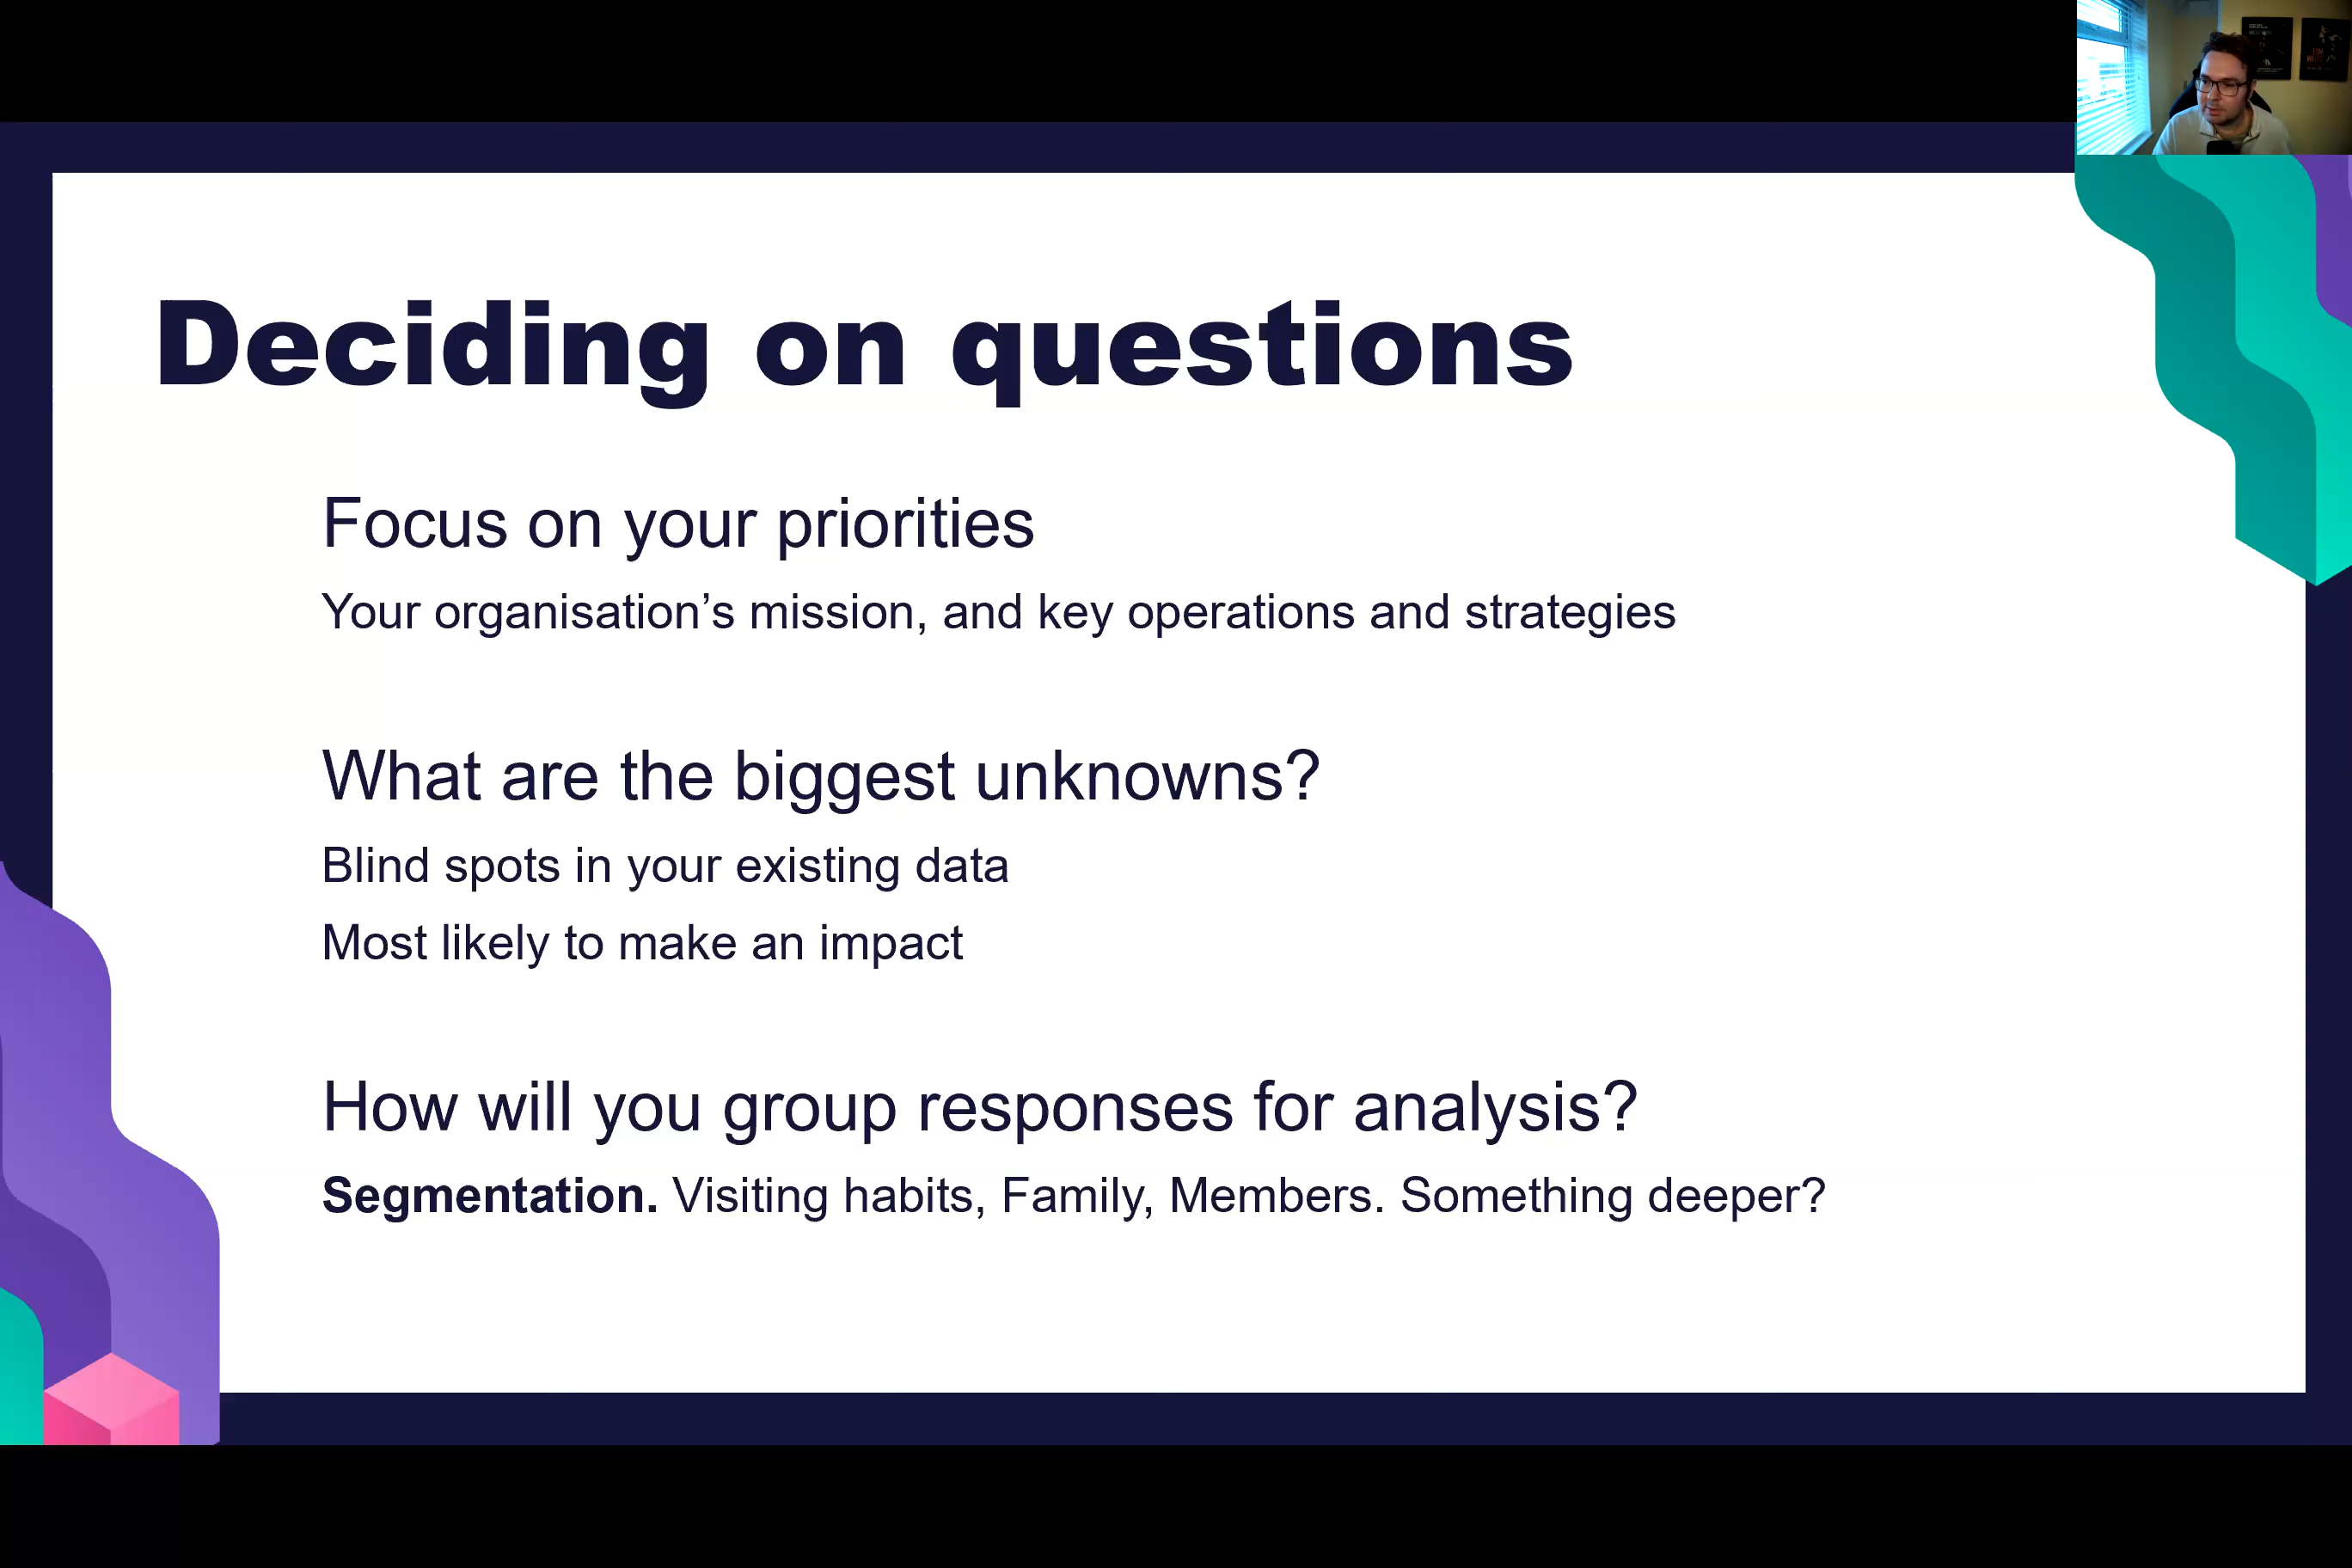 Deciding on questions
Focus on your priorities
Your organisation’s mission, and key operations and strategies
What are the biggest unknowns?
Blind spots in your existing data
Most likely to make an impact
How will you group responses for analysis?
Segmentation. Visiting habits, Family, Members. Something deeper?